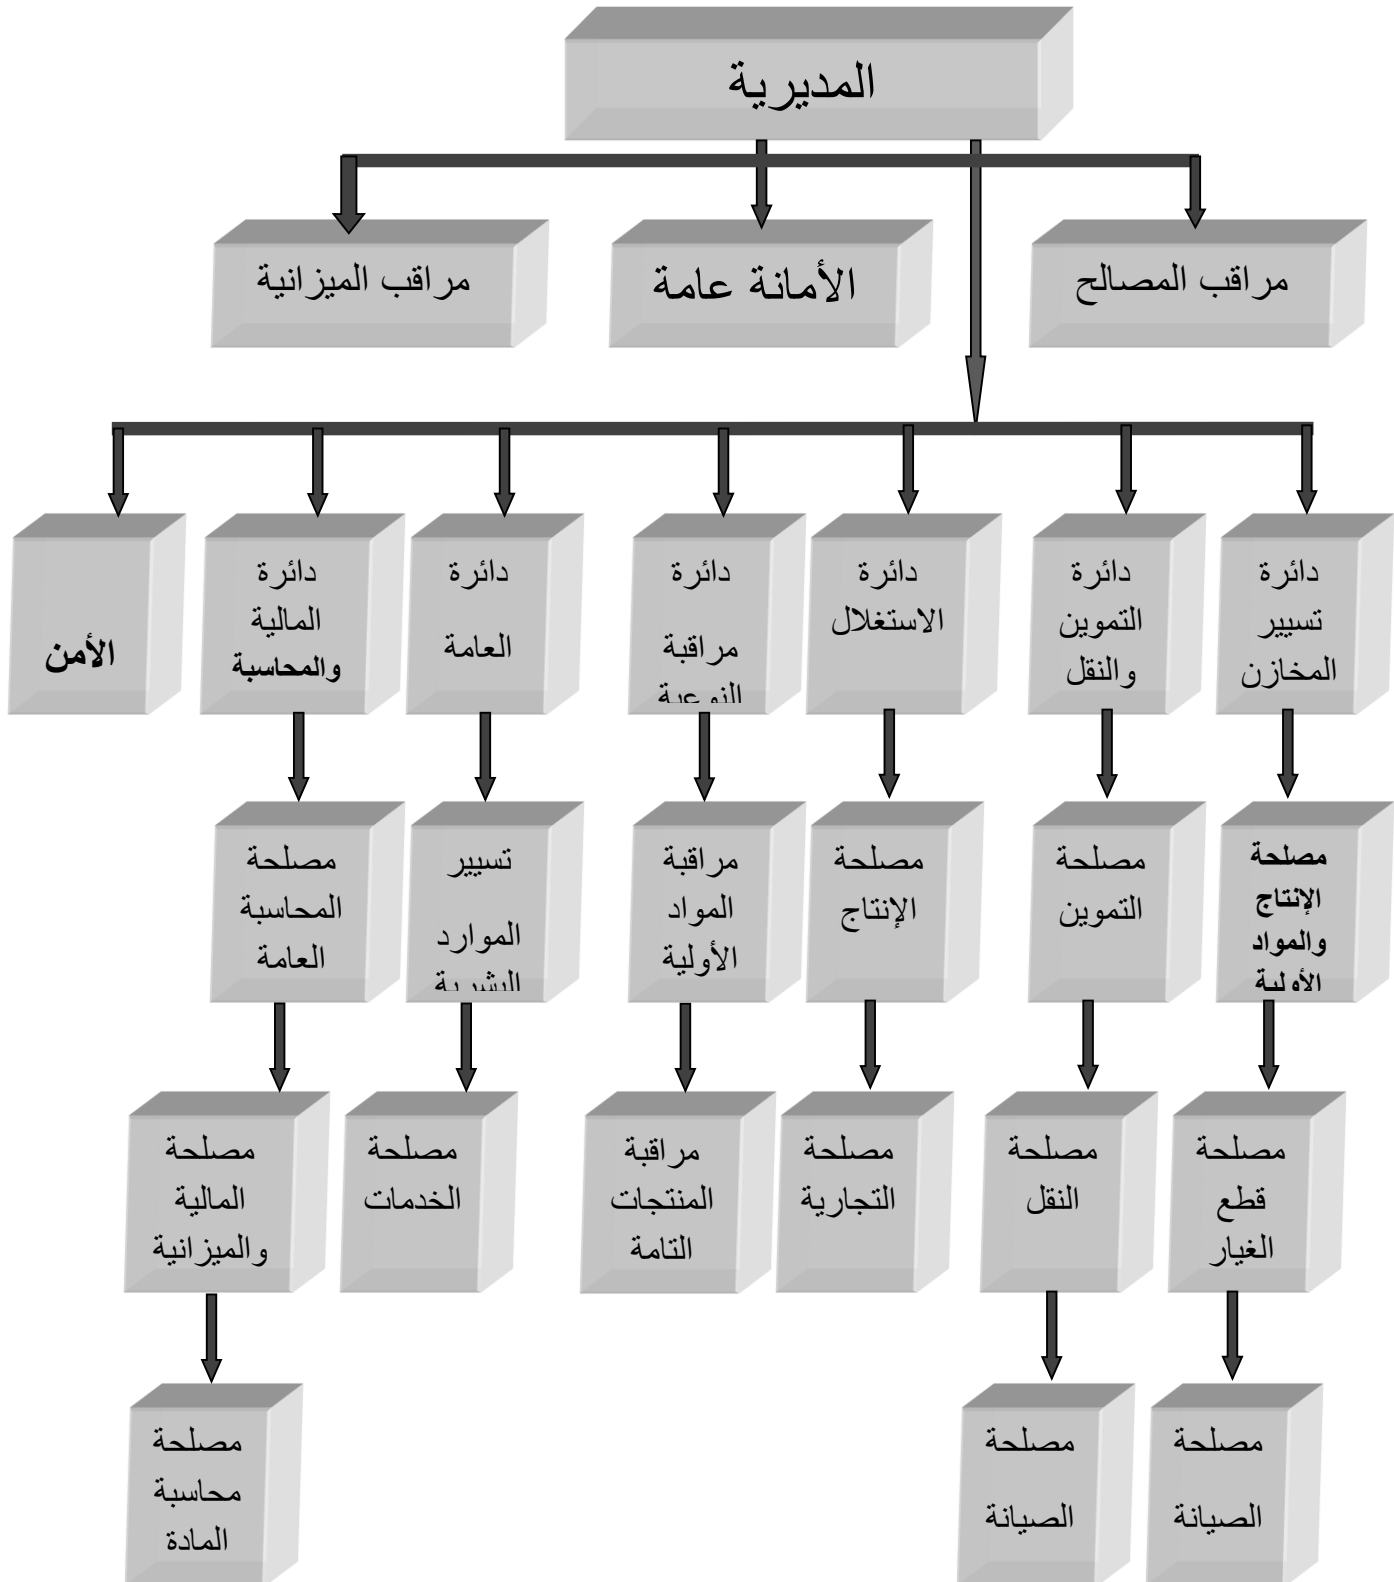 المديرية
مراقب المصالح
الأمانة عامة
مراقب الميزانية
دائرة
تسيير
المخازن
دائرة
التموين
والنقل
دائرة
الاستغلال
دائرة
مراقبة
النوعية
دائرة
العامة
دائرة
المالية
والمحاسبة
الأمن
مصلحة
الإنتاج
والمواد
الأولية
مصلحة
التموين
مصلحة
الإنتاج
مراقبة
المواد
الأولية
تسيير
الموارد
البشرية
مصلحة
المحاسبة
العامة
مصلحة
قطع
الغيار
مصلحة
النقل
مصلحة
التجارية
مراقبة
المنتجات
التامة
مصلحة
الخدمات
مصلحة
المالية
والميزانية
مصلحة
الصيانة
مصلحة
الصيانة
مصلحة
محاسبة
المادة